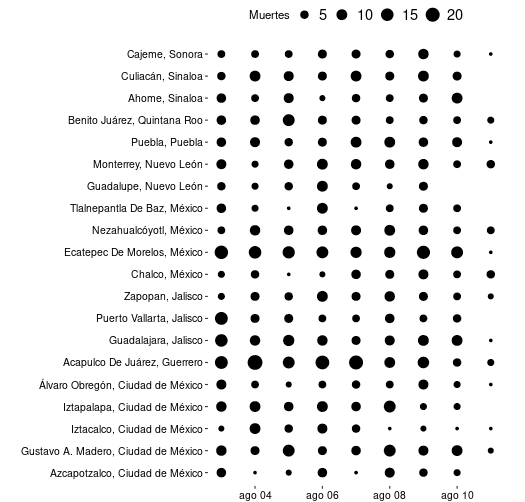 Muertes 5 10 15 20
Cajeme, Sonora
Culiacán, Sinaloa
Ahome, Sinaloa
Benito Juárez, Quintana Roo
Puebla, Puebla
Monterrey, Nuevo León
Guadalupe, Nuevo León
Tlalnepantla De Baz, México
Nezahualcóyotl, México
Ecatepec De Morelos, México
Chalco, México
Zapopan, Jalisco
Puerto Vallarta, Jalisco
Guadalajara, Jalisco
Acapulco De Juárez, Guerrero
Álvaro Obregón, Ciudad de México
Iztapalapa, Ciudad de México
Iztacalco, Ciudad de México
Gustavo A. Madero, Ciudad de México
Azcapotzalco, Ciudad de México
ago 04 ago 06 ago 08 ago 10